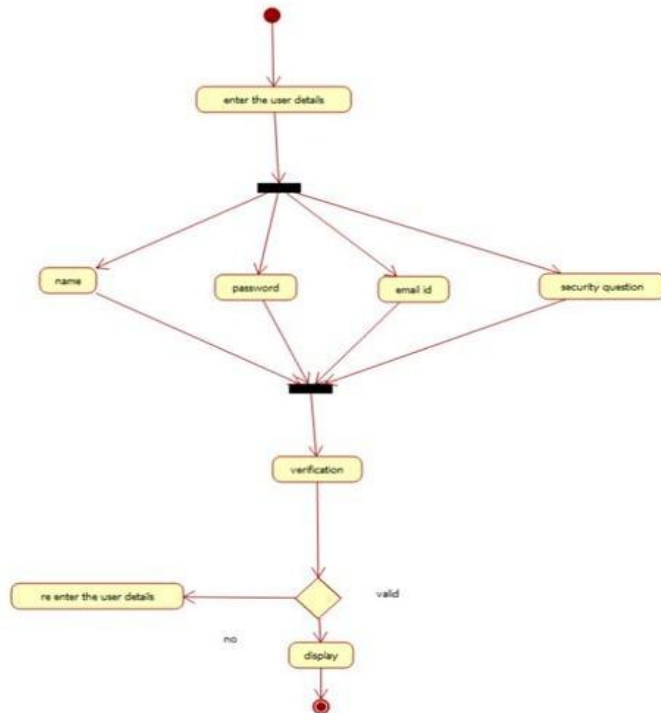 enter the user details
name
password
email id
security question
verification
re enter the user details
valid
no
display